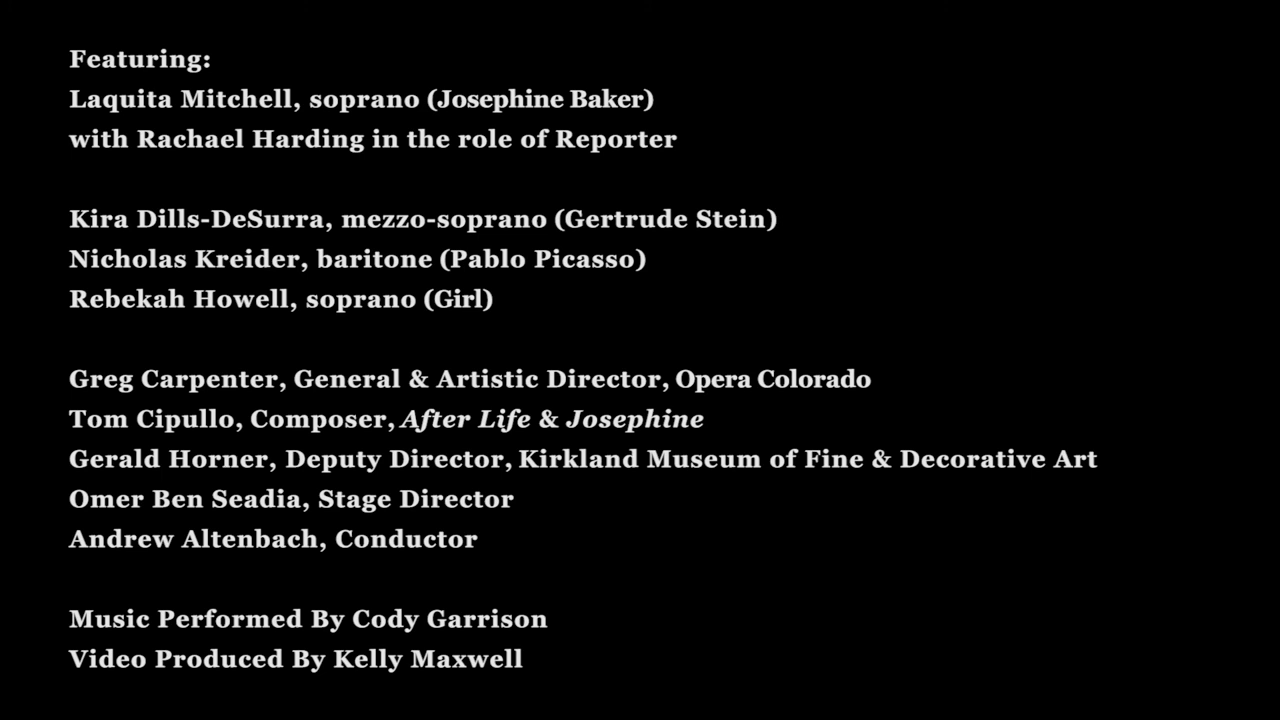 Featuring:
Laquita Mitchell, soprano (Josephine Baker)
with Rachael Harding in the role of Reporter
Kira Dills-DeSurra, mezzo-soprano (Gertrude Stein)
Nicholas Kreider, baritone (Pablo Picasso)
Rebekah Howell, soprano (Girl)
Greg Carpenter, General & Artistic Director, Opera Colorado
Tom Cipullo, Composer, After Life & Josephine
Gerald Horner, Deputy Director, Kirkland Museum of Fine & Decorative Art
Omer Ben Seadia, Stage Director
Andrew Altenbach, Conductor
Music Performed By Cody Garrison
Video Produced By Kelly Maxwell